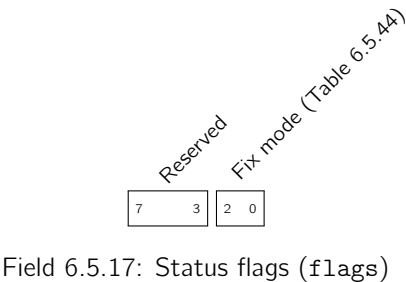 Reserved
Fix mode (Table 6.5.44)
7 3 2 0
Field 6.5.17: Status flags (flags)